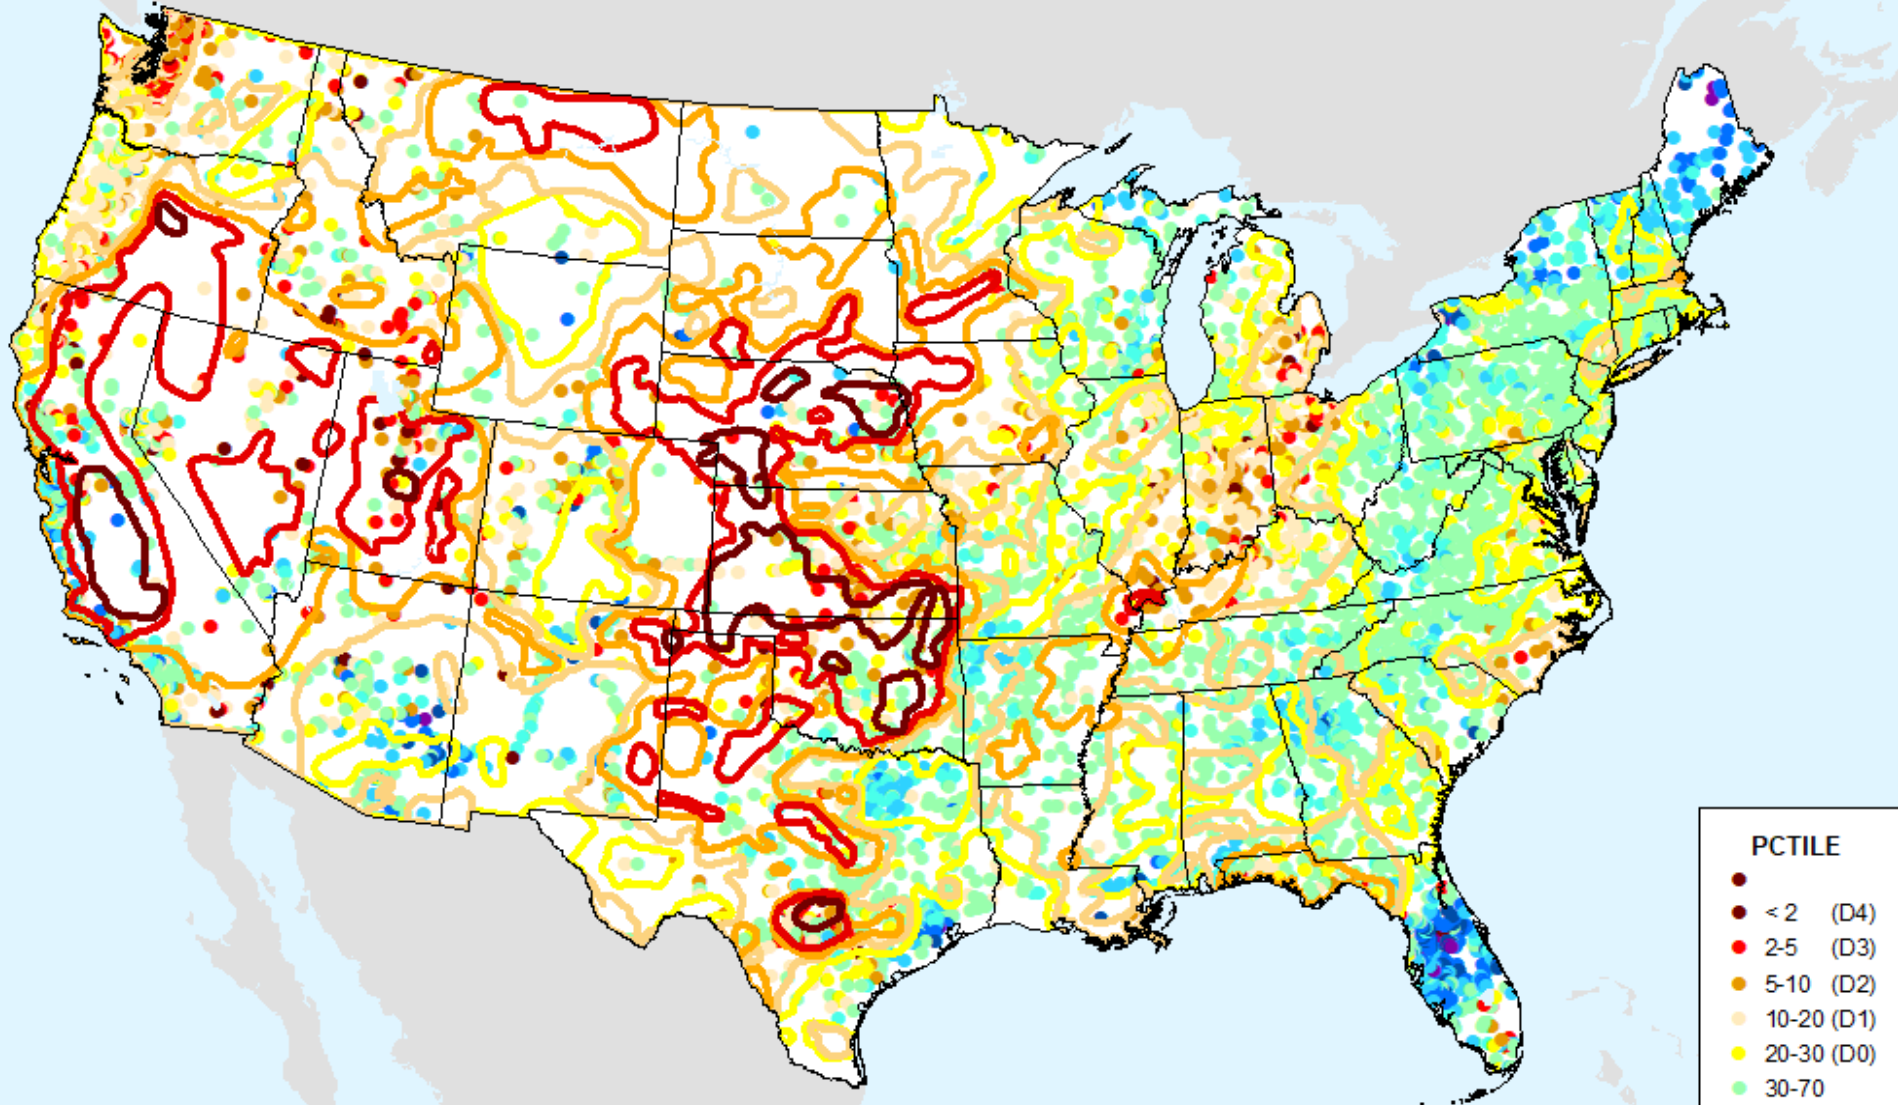 PCTILE
< 2 (D4)
2-5 (D3)
5-10 (D2)
10-20 (D1)
20-30 (D0)
30-70